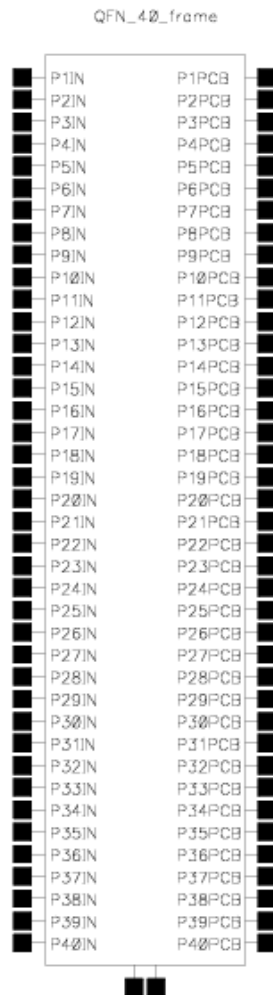 QFN_40_frame
P1IN P1PCB
P2IN P2PCB
P3IN P3PCB
P4IN P4PCB
P5IN P5PCB
P6IN P6PCB
P7IN P7PCB
P8IN P8PCB
P9IN P9PCB
P10IN P10PCB
P11IN P11PCB
P12IN P12PCB
P13IN P13PCB
P14IN P14PCB
P15IN P15PCB
P16IN P16PCB
P17IN P17PCB
P18IN P18PCB
P19IN P19PCB
P20IN P20PCB
P21IN P21PCB
P22IN P22PCB
P23IN P23PCB
P24IN P24PCB
P25IN P25PCB
P26IN P26PCB
P27IN P27PCB
P28IN P28PCB
P29IN P29PCB
P30IN P30PCB
P31IN P31PCB
P32IN P32PCB
P33IN P33PCB
P34IN P34PCB
P35IN P35PCB
P36IN P36PCB
P37IN P37PCB
P38IN P38PCB
P39IN P39PCB
P40IN P40PCB